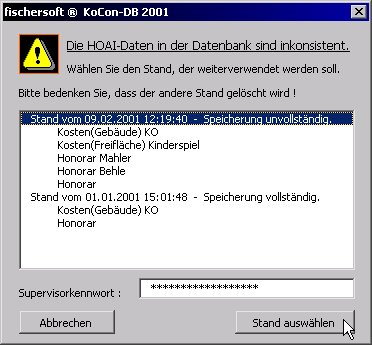 fischersoft ® KoCon-DB 2001
Die HOAI-Daten in der Datenbank sind inkonsistent.
Wählen Sie den Stand, der weiterverwendet werden soll.
Bitte bedenken Sie, dass der andere Stand gelöscht wird !
Stand vom 09.02.2001 12:19:40 - Speicherung unvollständig.
Kosten(Gebäude) KO
Kosten(Freifläche) Kinderspiel
Honorar Mahler
Honorar Behle
Honorar
Stand vom 01.01.2001 15:01:48 - Speicherung vollständig.
Kosten(Gebäude) KO
Honorar
Supervisorkennwort : ******************
Abbrechen Stand auswählen